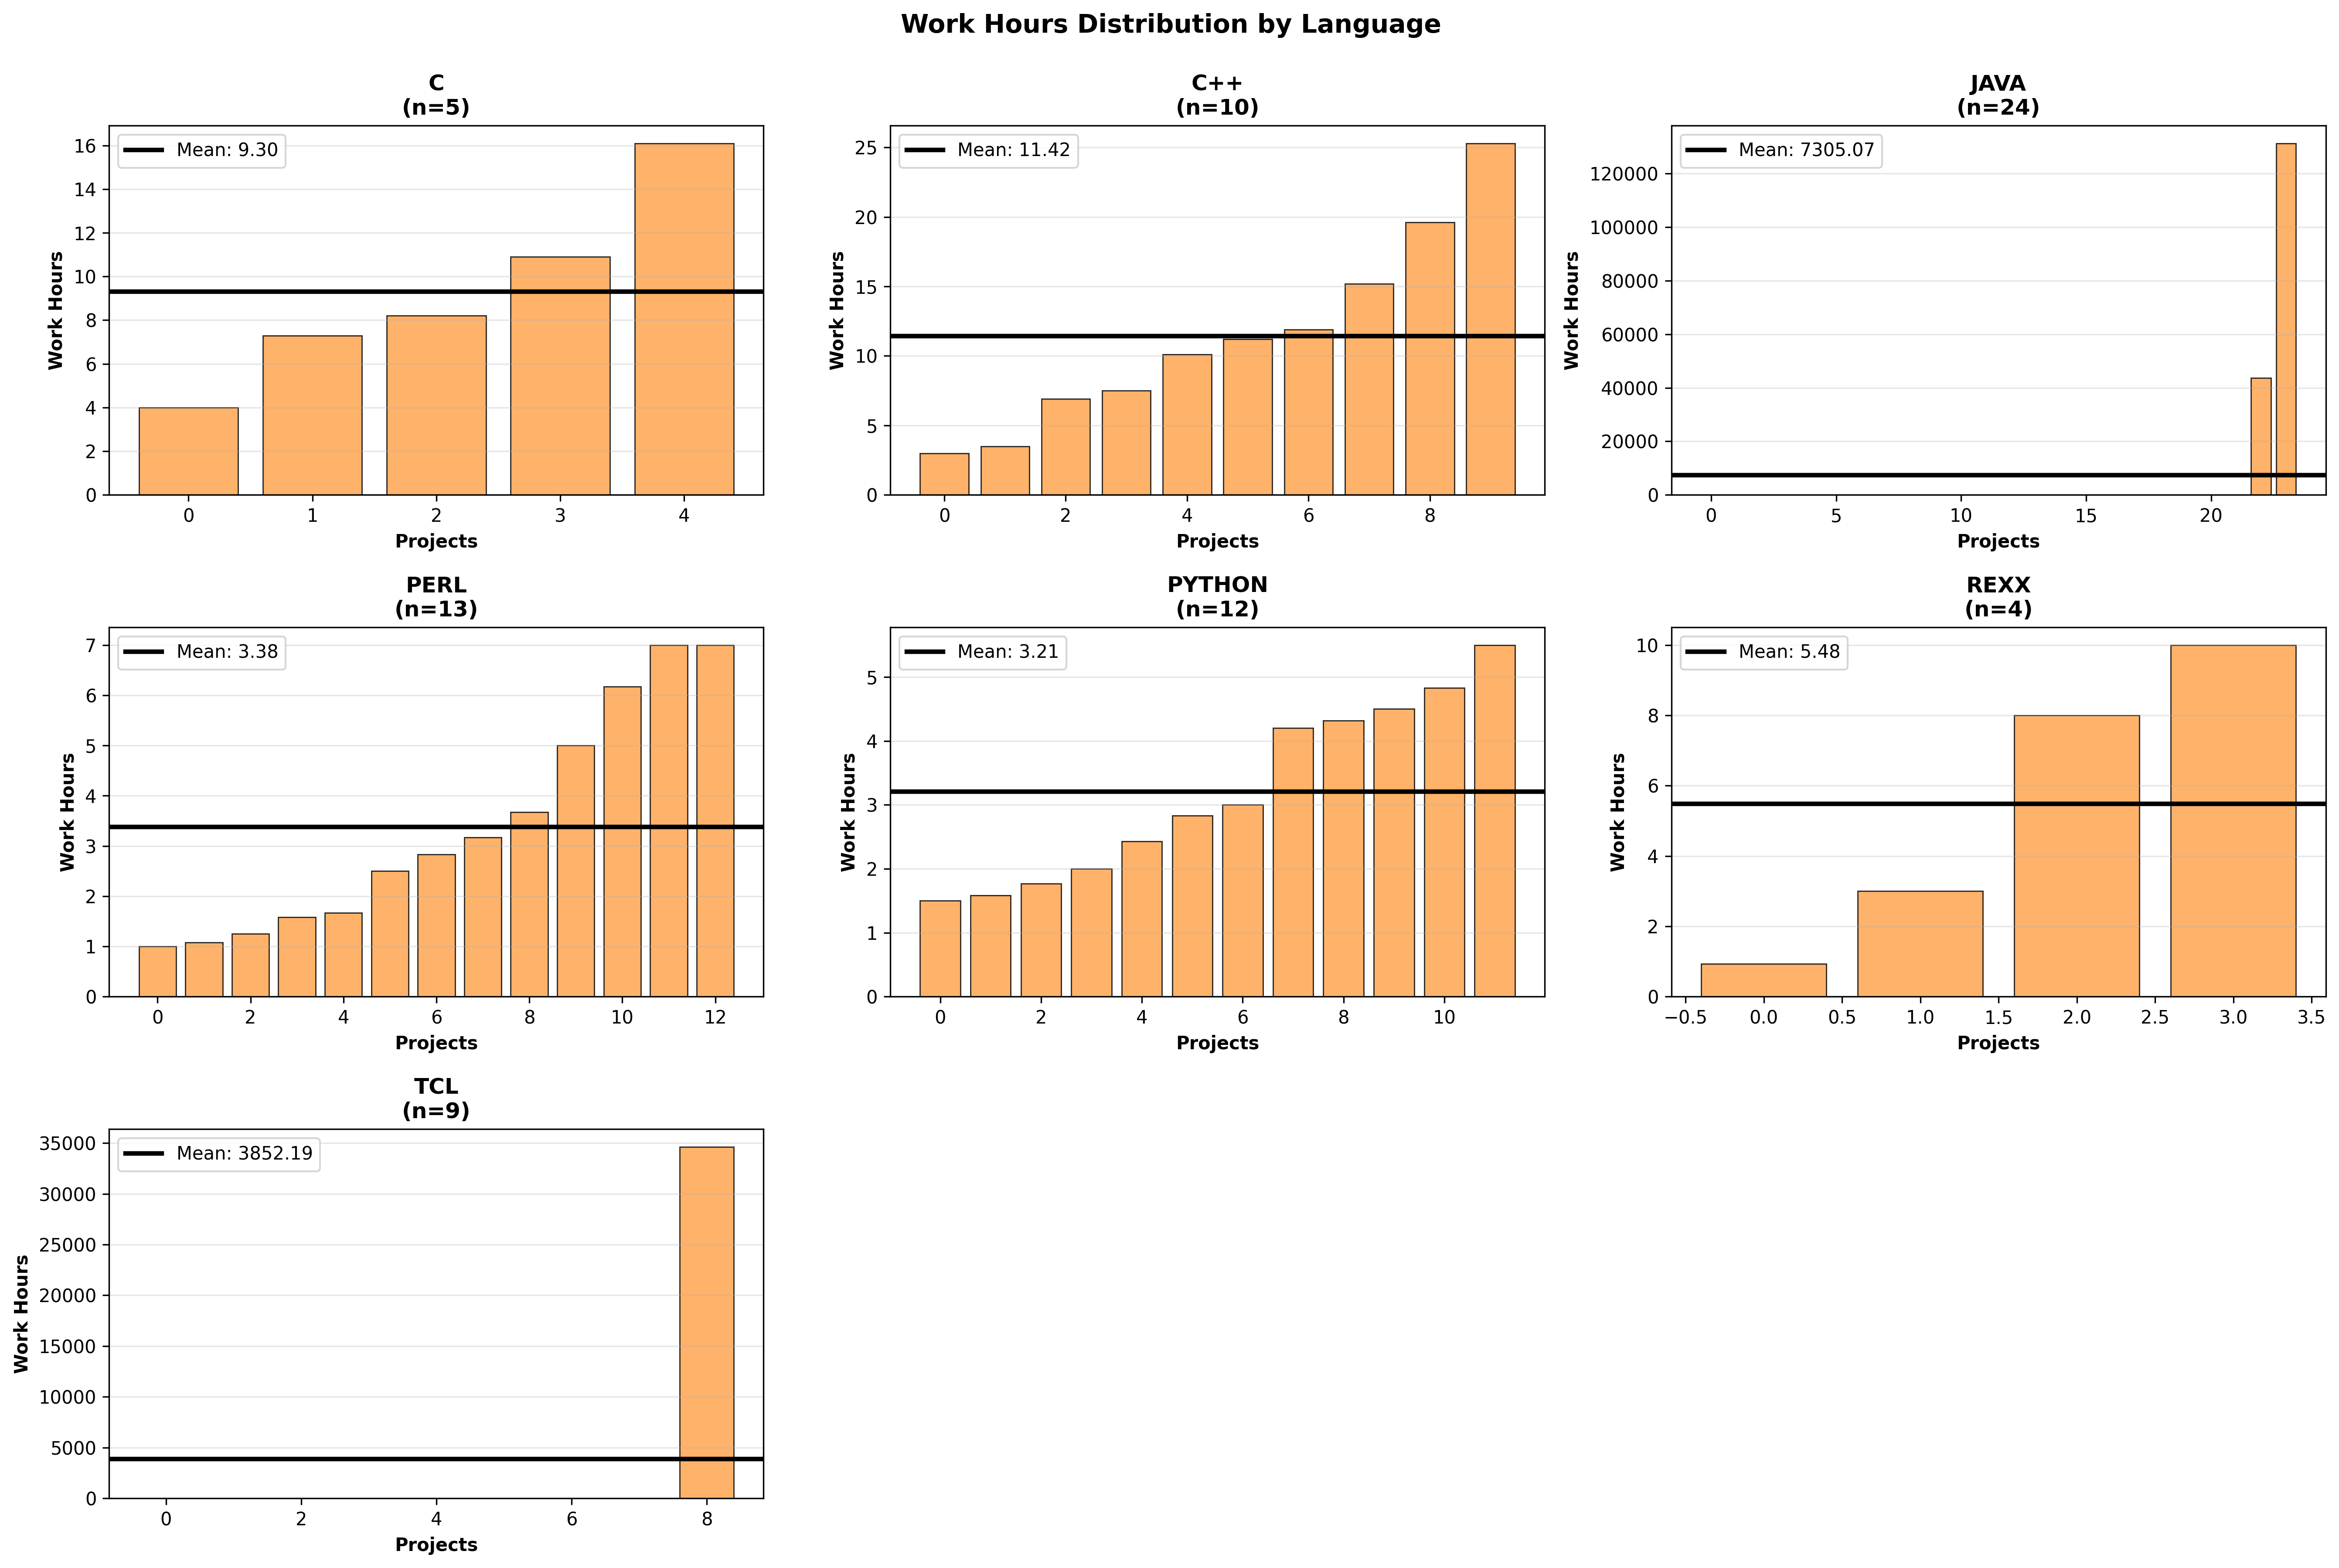 Work Hours Distribution by Language
C
(n=5)
Mean: 9.30
16
14
12
10
8
6
4
2
0
Work Hours
0 1 2 3 4
Projects
C++
(n=10)
Mean: 11.42
25
20
15
10
5
0
Work Hours
0 2 4 6 8
Projects
JAVA
(n=24)
Mean: 7305.07
120000
100000
80000
60000
40000
20000
0
Work Hours
0 5 10 15 20
Projects
PERL
(n=13)
Mean: 3.38
7
6
5
4
3
2
1
0
Work Hours
0 2 4 6 8 10 12
Projects
PYTHON
(n=12)
Mean: 3.21
5
4
3
2
1
0
Work Hours
0 2 4 6 8 10
Projects
REXX
(n=4)
Mean: 5.48
10
8
6
4
2
0
Work Hours
−0.5 0.0 0.5 1.0 1.5 2.0 2.5 3.0 3.5
Projects
TCL
(n=9)
Mean: 3852.19
35000
30000
25000
20000
15000
10000
5000
0
Work Hours
0 2 4 6 8
Projects